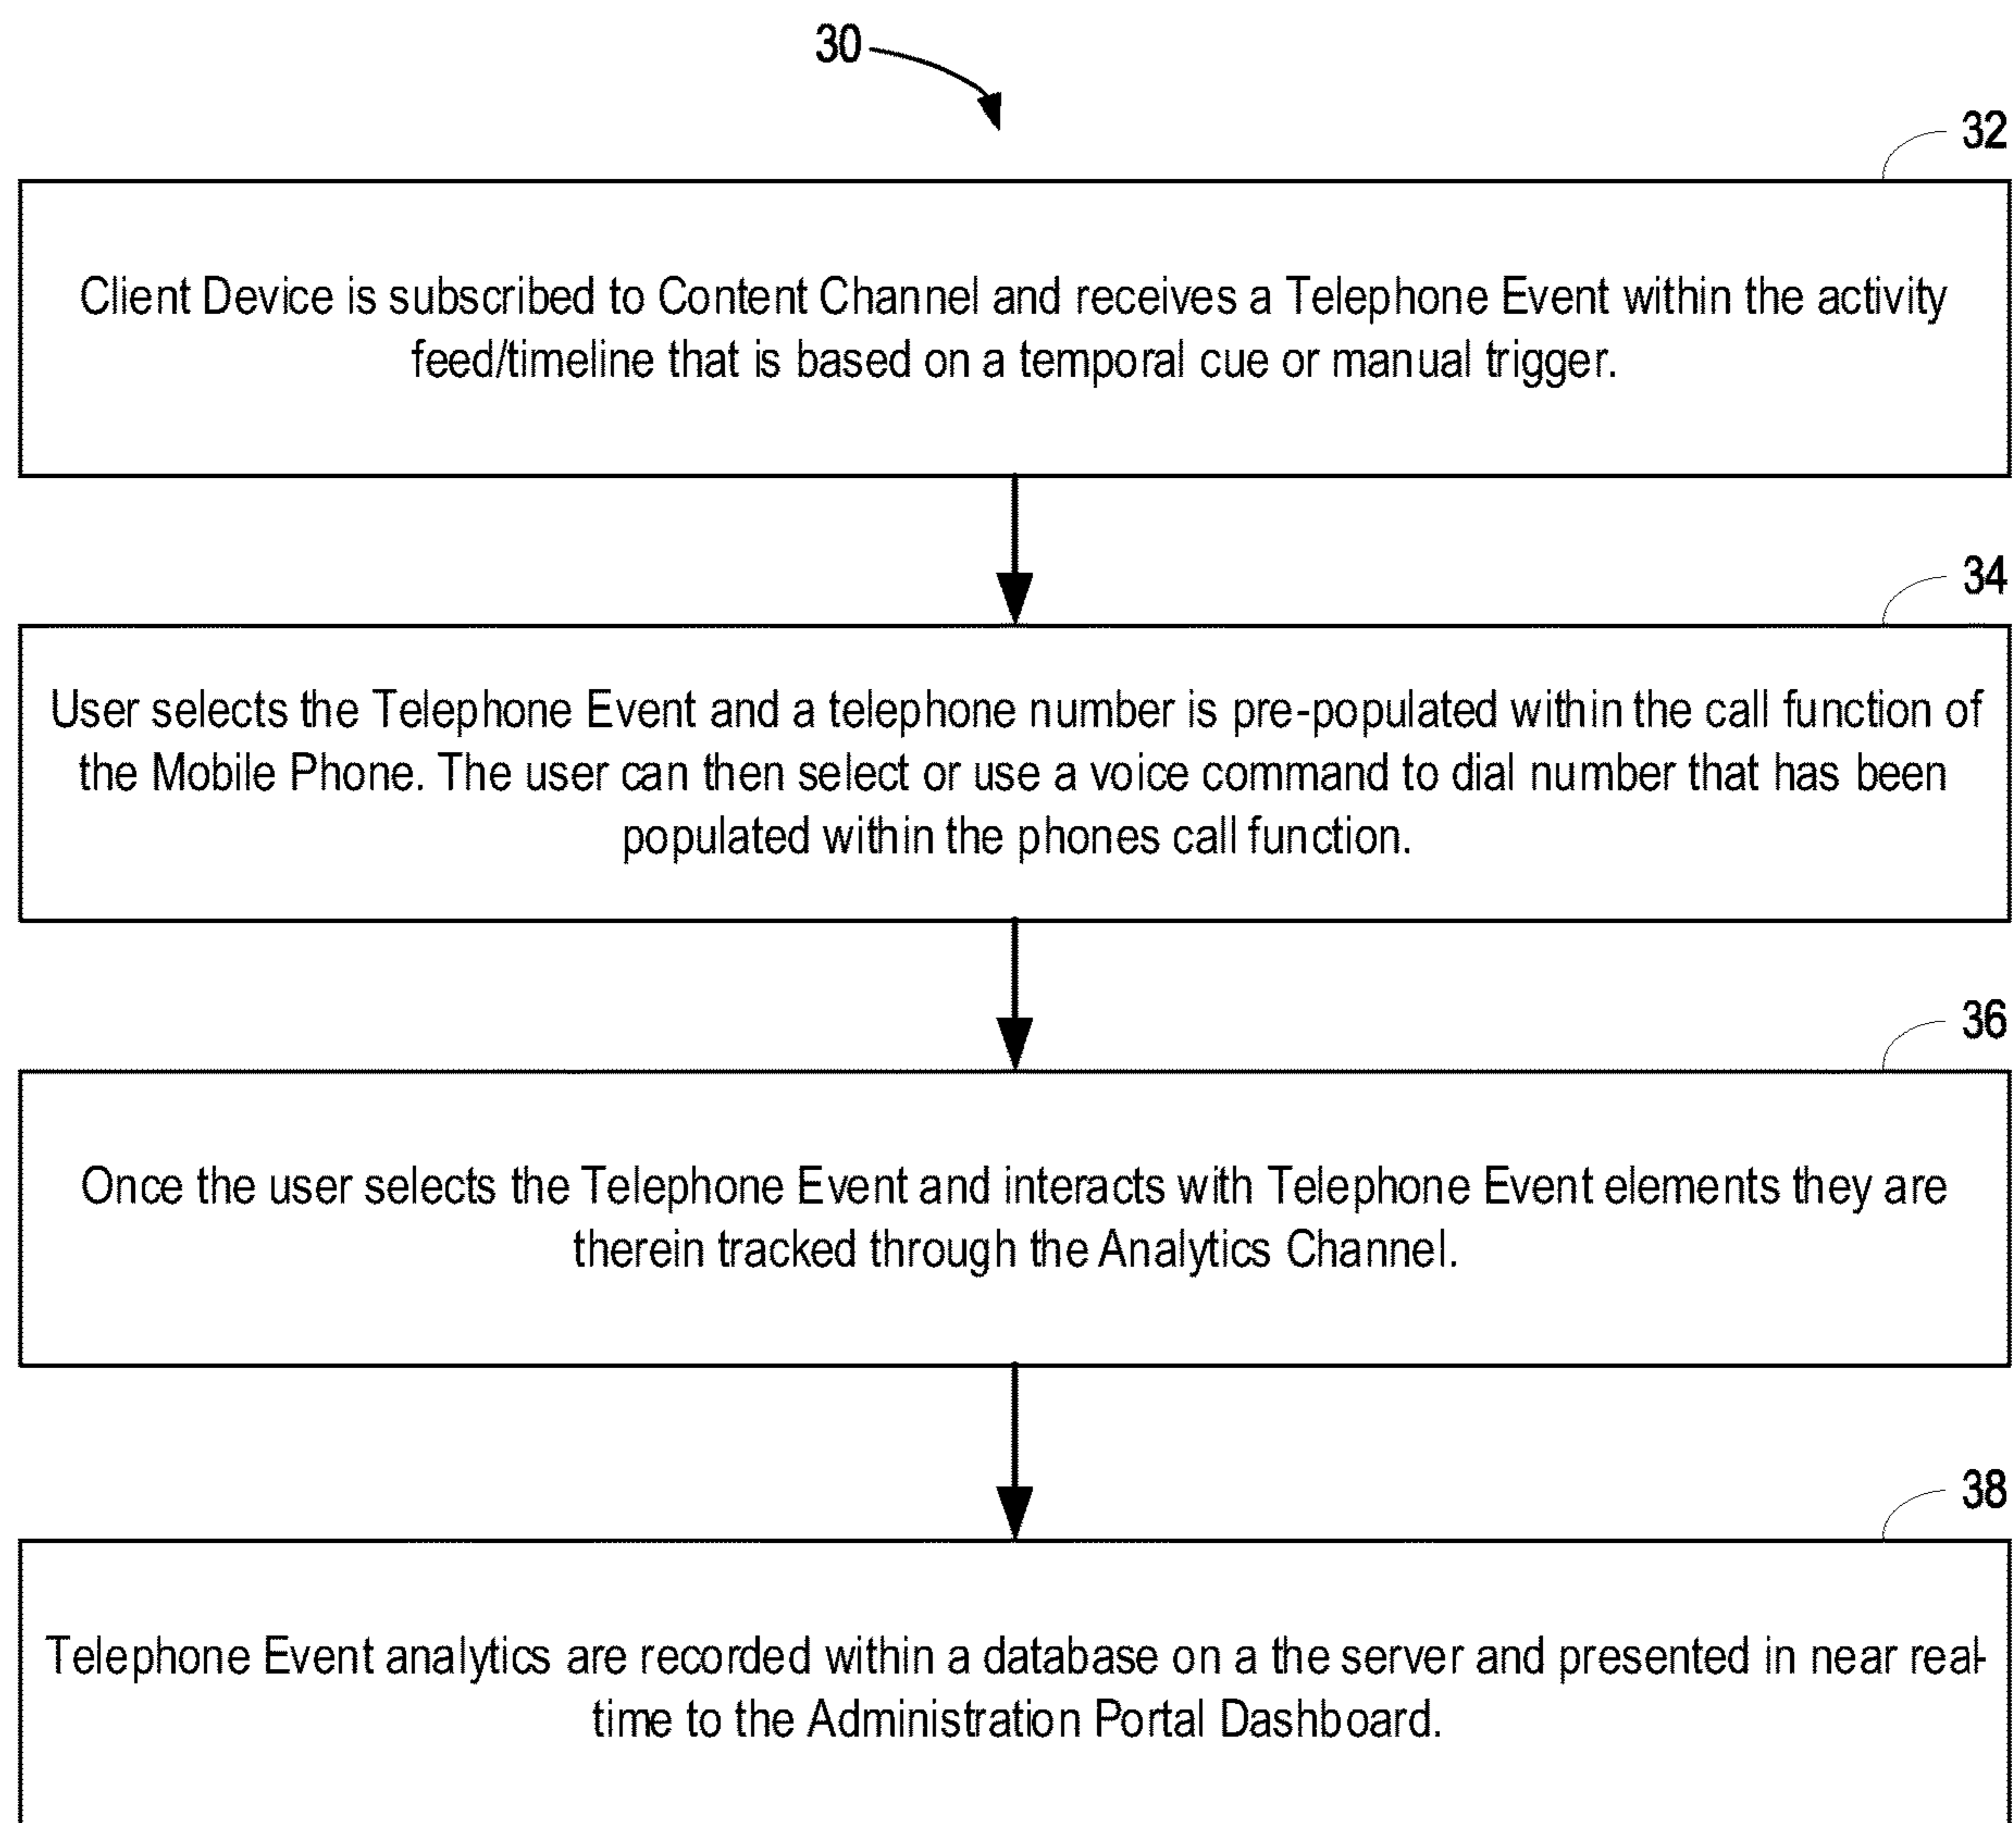 30
32
Client Device is subscribed to Content Channel and receives a Telephone Event within the activity
feed/timeline that is based on a temporal cue or manual trigger.
34
User selects the Telephone Event and a telephone number is pre-populated within the call function of
the Mobile Phone. The user can then select or use a voice command to dial number that has been
populated within the phones call function.
36
Once the user selects the Telephone Event and interacts with Telephone Event elements they are
therein tracked through the Analytics Channel.
38
Telephone Event analytics are recorded within a database on a the server and presented in near real-
time to the Administration Portal Dashboard.